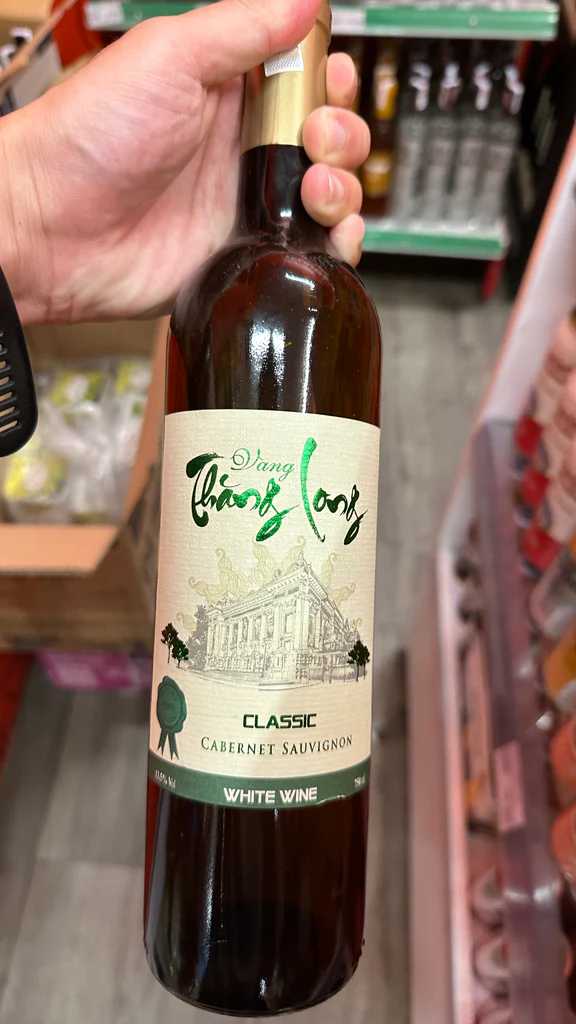 Vang
Thăng Long
CLASSIC
CABERNET SAUVIGNON
WHITE WINE